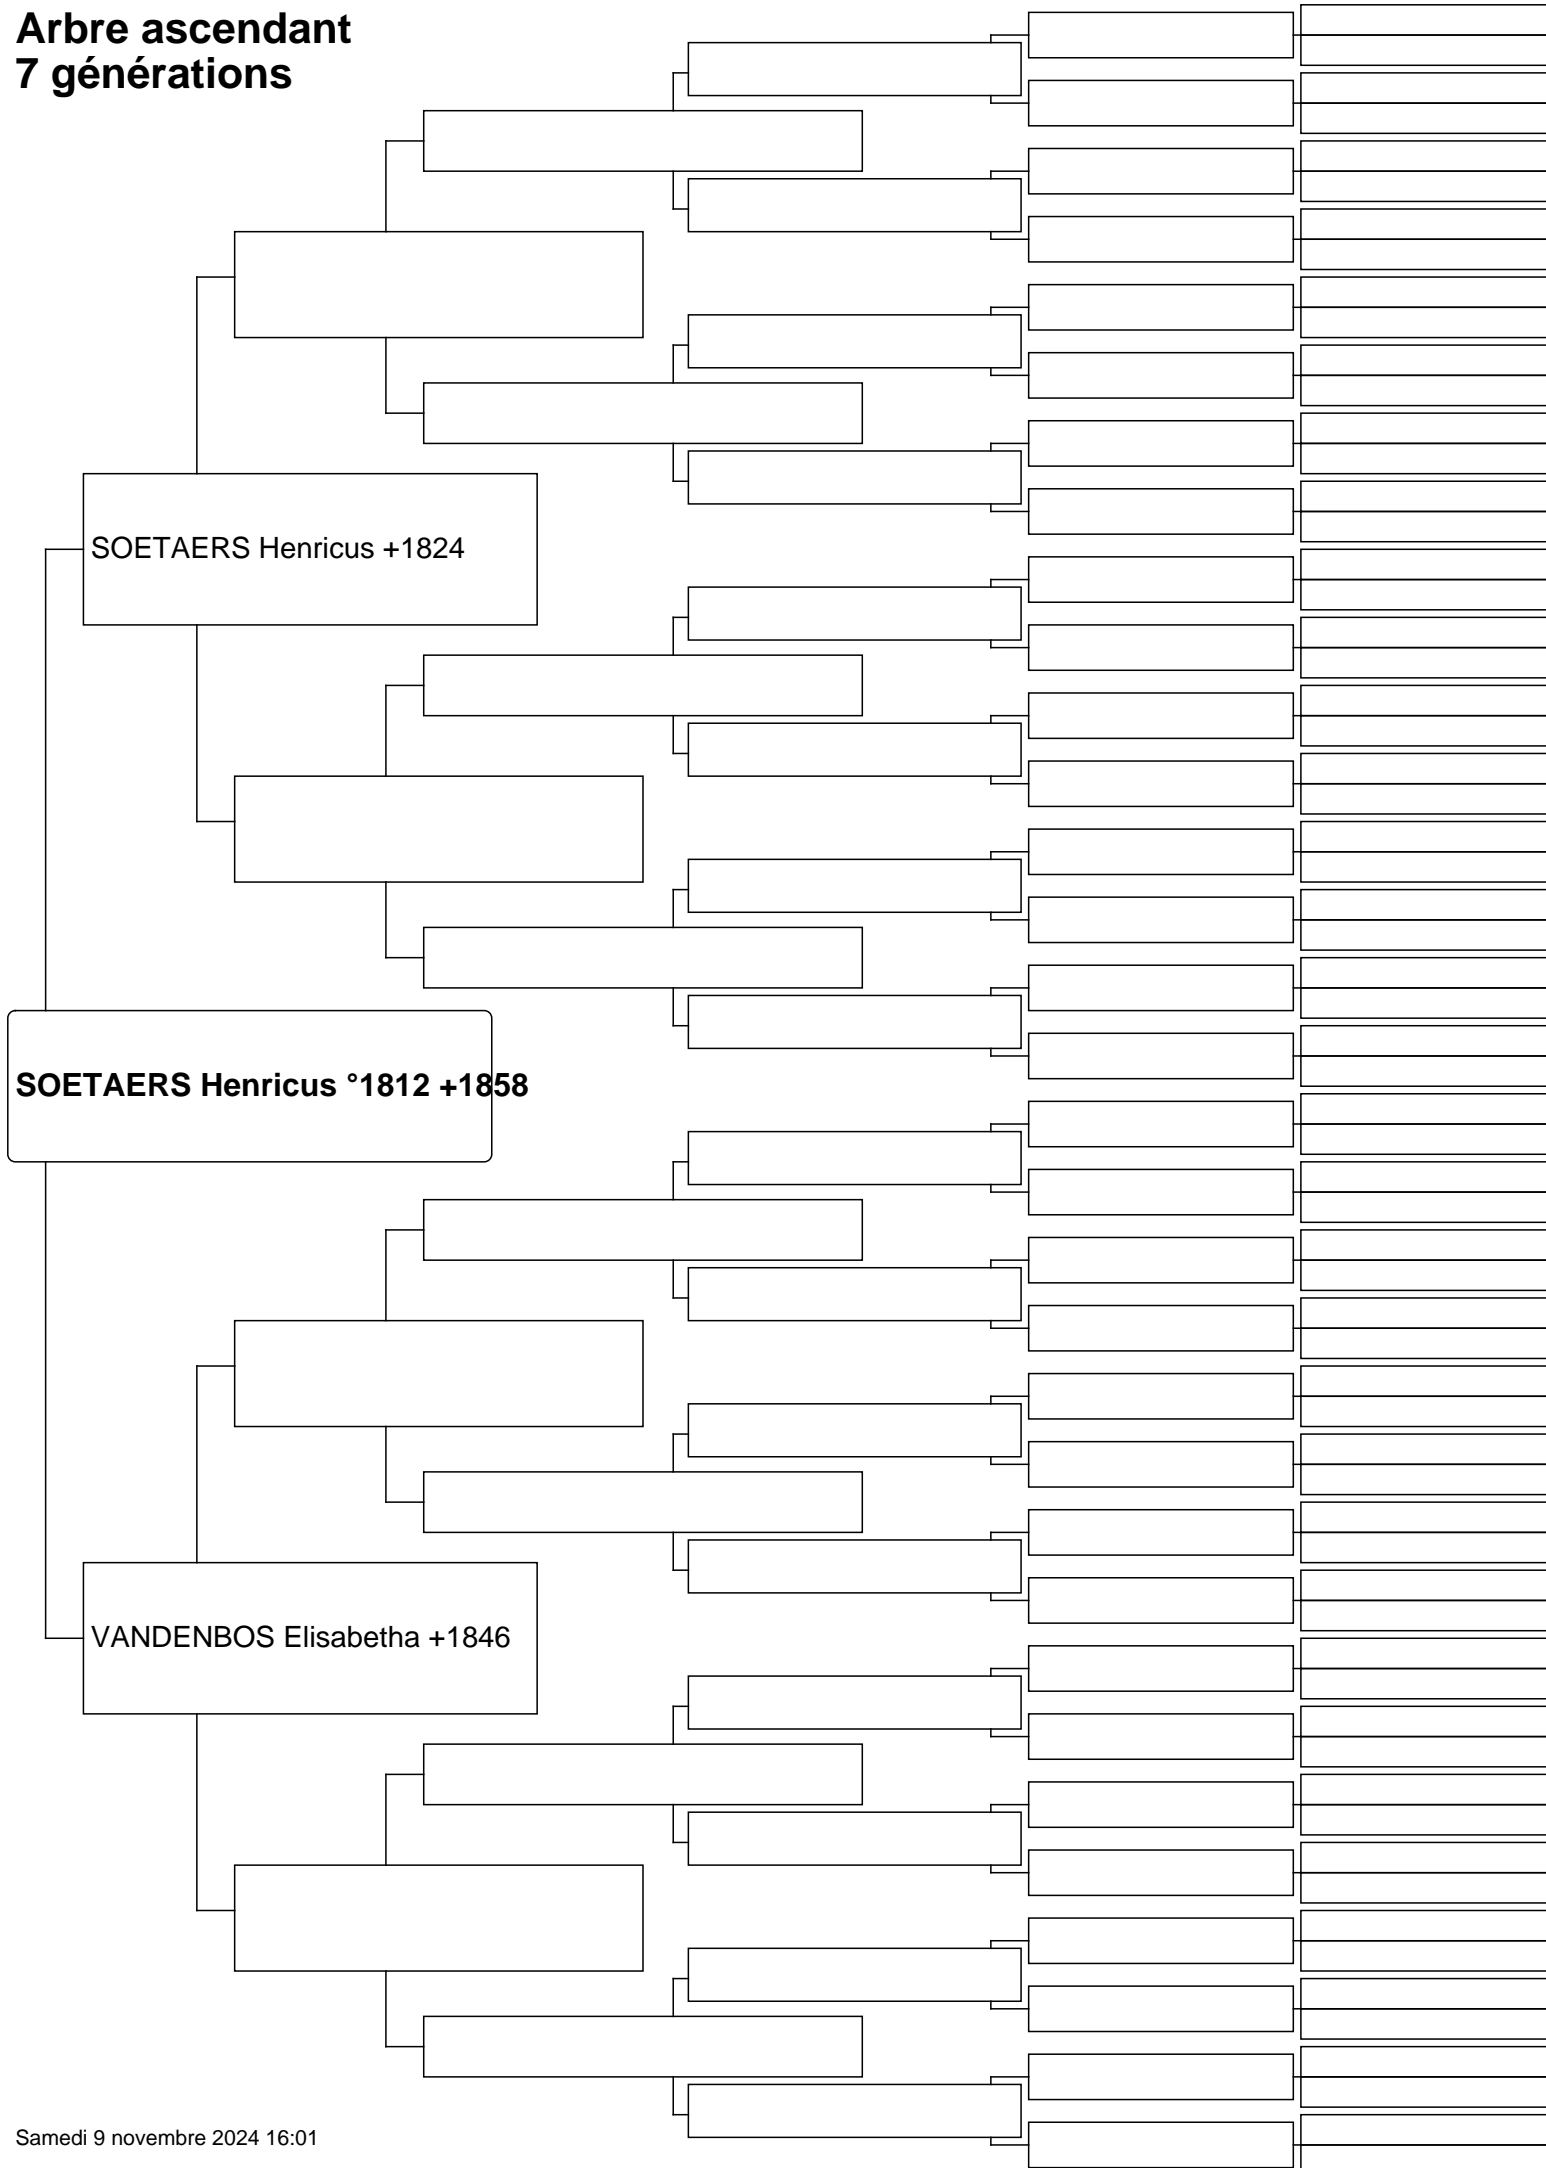 Arbre ascendant
7 générations
SOETAERS Henricus +1824
SOETAERS Henricus °1812 +1858
VANDENBOS Elisabetha +1846
Samedi 9 novembre 2024 16:01